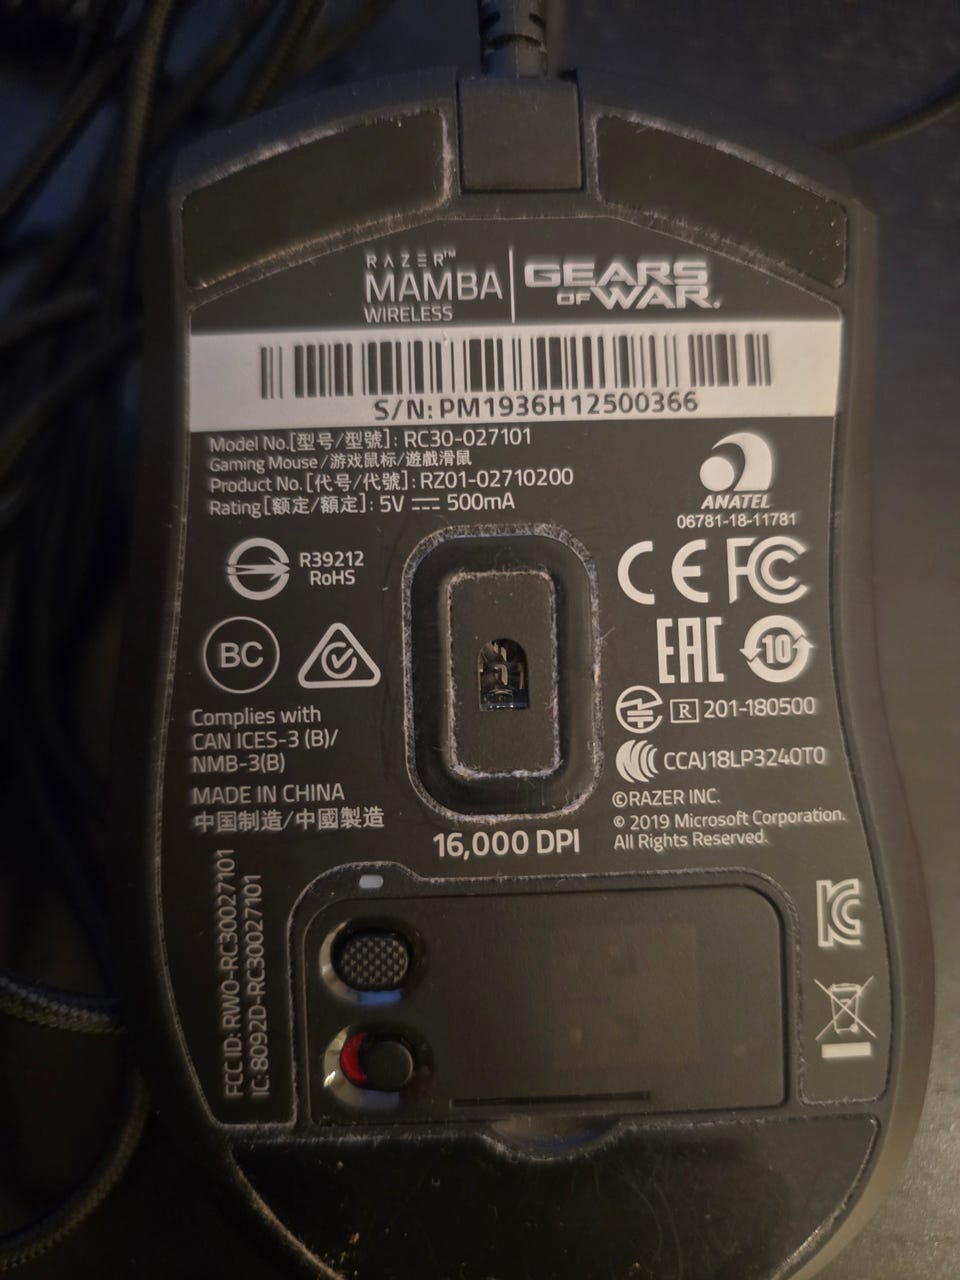 RAZER™
MAMBA
WIRELESS
GEARS
OF WAR.
S/N: PM1936H12500366
Model No.[型号/型號]: RC30-027101
Gaming Mouse/游戏鼠标/遊戲滑鼠
Product No.[代号/代號]: RZ01-02710200
Rating[额定/額定]: 5V ⎓ 500mA
ANATEL
06781-18-11781
R39212
RoHS
CE FC
BC
EAC 10
R 201-180500
Complies with
CAN ICES-3 (B)/
NMB-3(B)
CCAJ18LP3240T0
MADE IN CHINA
中国制造/中國製造
©RAZER INC.
© 2019 Microsoft Corporation.
All Rights Reserved.
16,000 DPI
FCC ID: RWO-RC30027101
IC: 8092D-RC30027101
KC